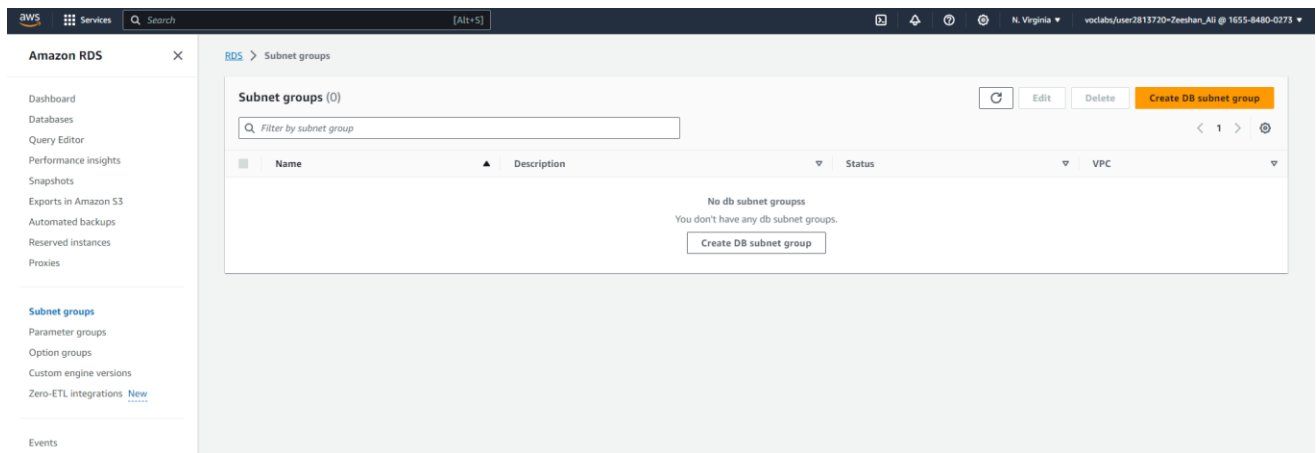 aws Services Search [Alt+S] N. Virginia voclabs/user2813720=Zeeshan_Ali @ 1655-8480-0273
Amazon RDS
Dashboard
Databases
Query Editor
Performance insights
Snapshots
Exports in Amazon S3
Automated backups
Reserved instances
Proxies
Subnet groups
Parameter groups
Option groups
Custom engine versions
Zero-ETL integrations New
Events
RDS > Subnet groups
Subnet groups (0) Edit Delete Create DB subnet group
Filter by subnet group < 1 >
Name Description Status VPC
No db subnet groupss
You don't have any db subnet groups.
Create DB subnet group